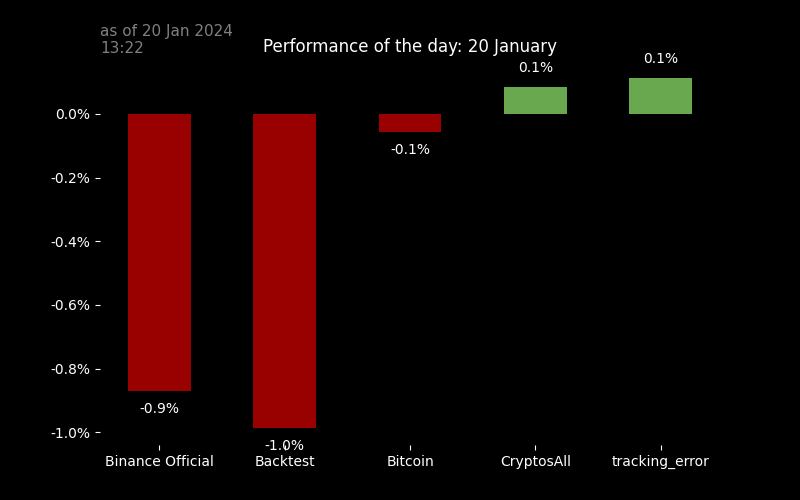 as of 20 Jan 2024
13:22
Performance of the day: 20 January
0.1%
0.1%
0.0%
-0.1%
-0.2%
-0.4%
-0.6%
-0.8%
-0.9%
-1.0%
-1.0%
Binance Official
Backtest
Bitcoin
CryptosAll
tracking_error